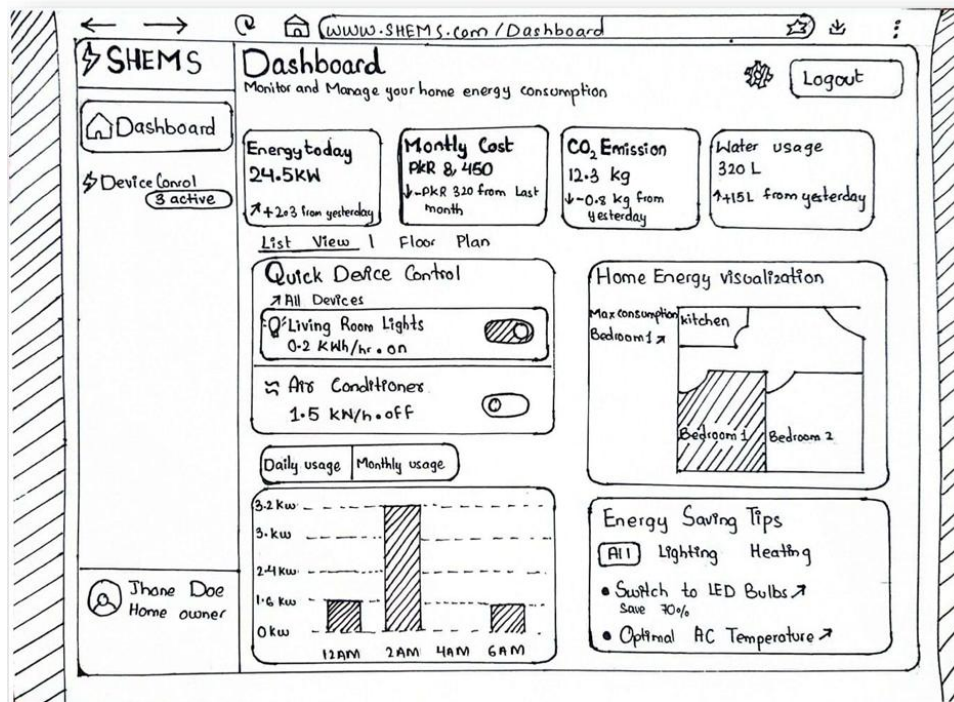 www.SHEMS.com/Dashboard
SHEMS
Dashboard
Device Conrol
3 active
Jhone Doe
Home owner
Dashboard
Monitor and Manage your home energy consumption
Logout
Energy today
24.5KW
↗+2.3 from yesterday
Montly Cost
PKR 8,450
↓-PKR 320 from Last
month
CO₂ Emission
12.3 kg
↓-0.8 kg from
yesterday
Water usage
320 L
↑+15L from yesterday
List View | Floor Plan
Quick Device Control
↗All Devices
Living Room Lights
0.2 KWh/hr • on
Air Conditioner
1.5 KN/h • off
Daily usage | Monthly usage
3.2 Kw
3. kw
2.4 kw
1.6 kw
0 kw
12AM 2AM 4AM 6AM
Home Energy visualization
Max consumption
Bedroom 1 ↗
kitchen
Bedroom 1
Bedroom 2
Energy Saving Tips
All Lighting Heating
• Switch to LED Bulbs ↗
Save 70%
• Optimal AC Temperature ↗